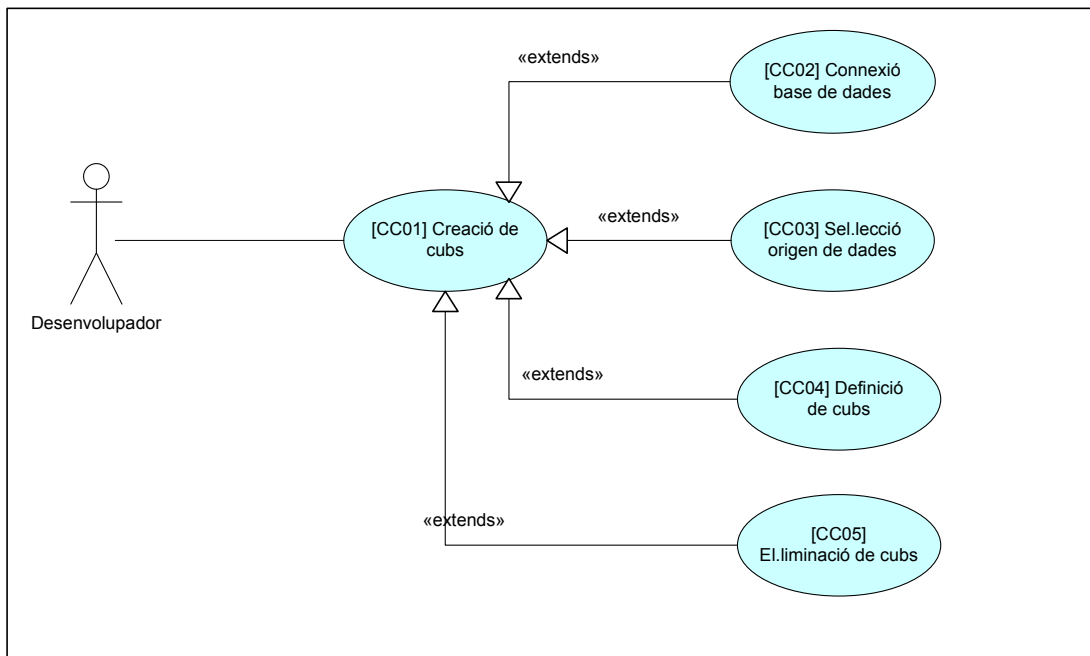 «extends»
[CC02] Connexió
base de dades
[CC01] Creació de
cubs
«extends»
[CC03] Sel.lecció
origen de dades
Desenvolupador
«extends»
[CC04] Definició
de cubs
«extends»
[CC05]
El.liminació de cubs